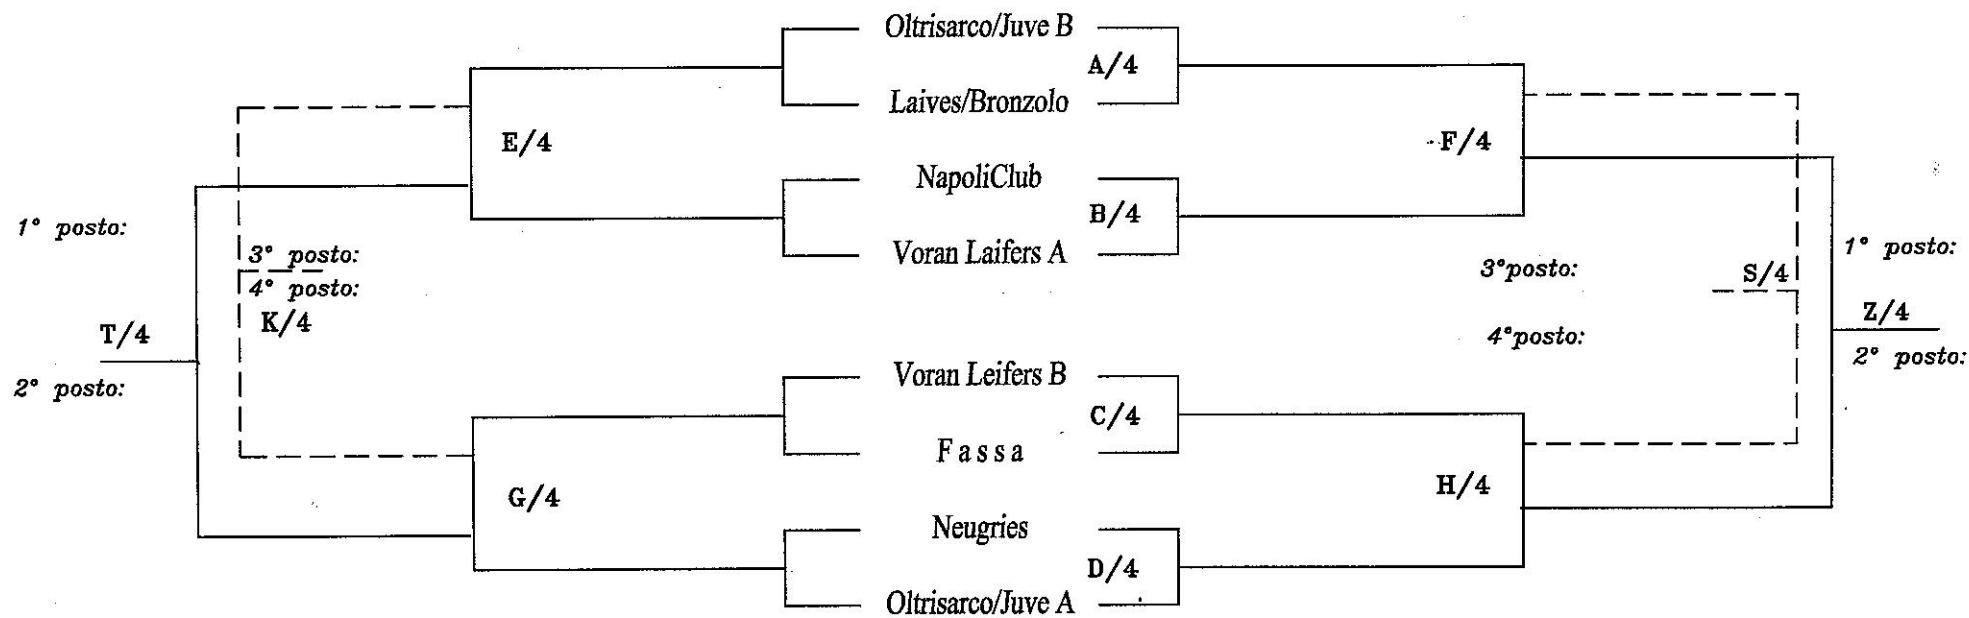 Oltrisarco/Juve B
A/4
Laives/Bronzolo
E/4
F/4
NapoliClub
B/4
Voran Laifers A
1° posto:
3° posto:
4° posto:
K/4
T/4
2° posto:
3°posto:
S/4
4°posto:
1° posto:
Z/4
2° posto:
Voran Leifers B
C/4
Fassa
G/4
H/4
Neugries
D/4
Oltrisarco/Juve A